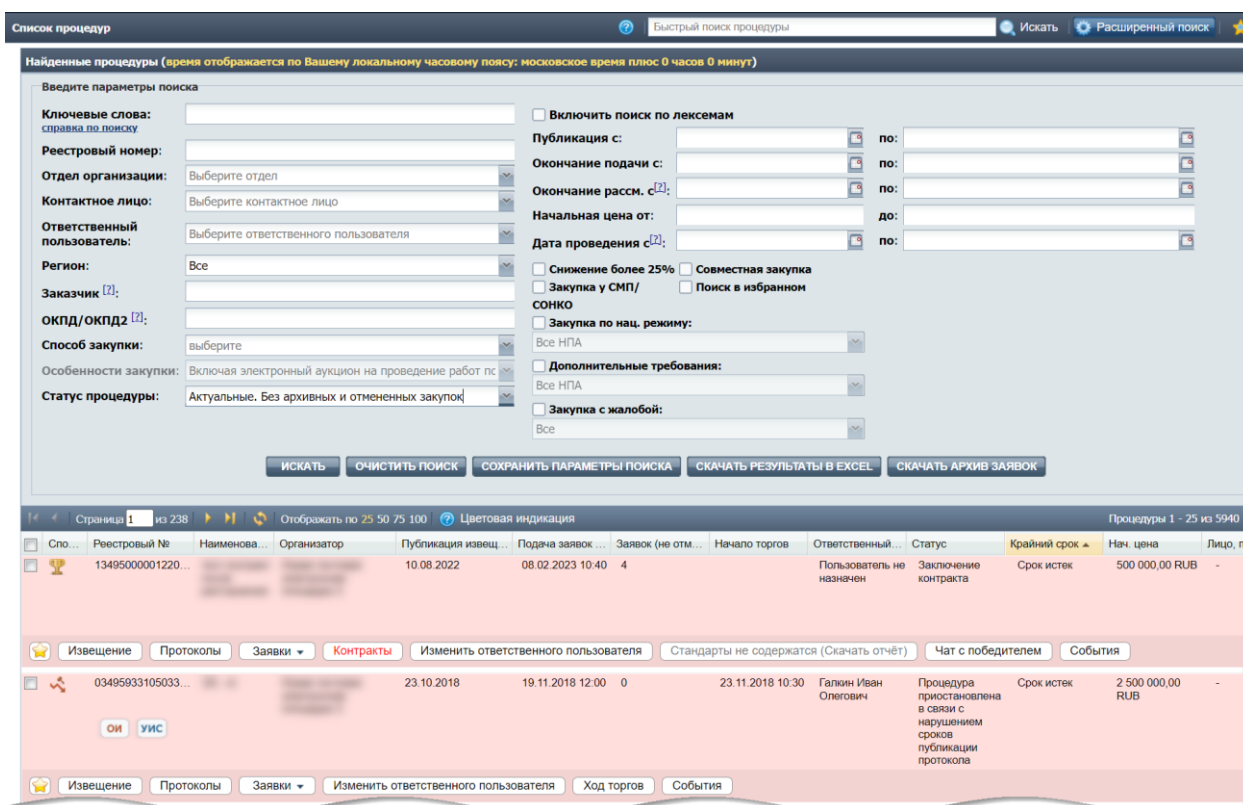 Список процедур
Быстрый поиск процедуры
Искать
Расширенный поиск
Найденные процедуры (время отображается по Вашему локальному часовому поясу: московское время плюс 0 часов 0 минут)
Введите параметры поиска
Ключевые слова:
справка по поиску
Реестровый номер:
Отдел организации: Выберите отдел
Контактное лицо: Выберите контактное лицо
Ответственный
пользователь: Выберите ответственного пользователя
Регион: Все
Заказчик [?]:
ОКПД/ОКПД2 [?]:
Способ закупки: выберите
Особенности закупки: Включая электронный аукцион на проведение работ пс
Статус процедуры: Актуальные. Без архивных и отмененных закупок
Включить поиск по лексемам
Публикация с: по:
Окончание подачи с: по:
Окончание рассм. с[?]: по:
Начальная цена от: до:
Дата проведения с[?]: по:
Снижение более 25% Совместная закупка
Закупка у СМП/ Поиск в избранном
СОНКО
Закупка по нац. режиму:
Все НПА
Дополнительные требования:
Все НПА
Закупка с жалобой:
Все
ИСКАТЬ ОЧИСТИТЬ ПОИСК СОХРАНИТЬ ПАРАМЕТРЫ ПОИСКА СКАЧАТЬ РЕЗУЛЬТАТЫ В EXCEL СКАЧАТЬ АРХИВ ЗАЯВОК
Страница 1 из 238 Отображать по 25 50 75 100 Цветовая индикация Процедуры 1 - 25 из 5940
Спо... Реестровый № Наименова... Организатор Публикация извещ... Подача заявок ... Заявок (не отм... Начало торгов Ответственный... Статус Крайний срок Нач. цена Лицо, п
13495000001220... 10.08.2022 08.02.2023 10:40 4 Пользователь не Заключение Срок истек 500 000,00 RUB -
назначен контракта
Извещение Протоколы Заявки Контракты Изменить ответственного пользователя Стандарты не содержатся (Скачать отчёт) Чат с победителем События
03495933105033... 23.10.2018 19.11.2018 12:00 0 23.11.2018 10:30 Галкин Иван Процедура Срок истек 2 500 000,00 -
Олегович приостановлена RUB
в связи с
нарушением
сроков
публикации
протокола
ОИ УИС
Извещение Протоколы Заявки Изменить ответственного пользователя Ход торгов События